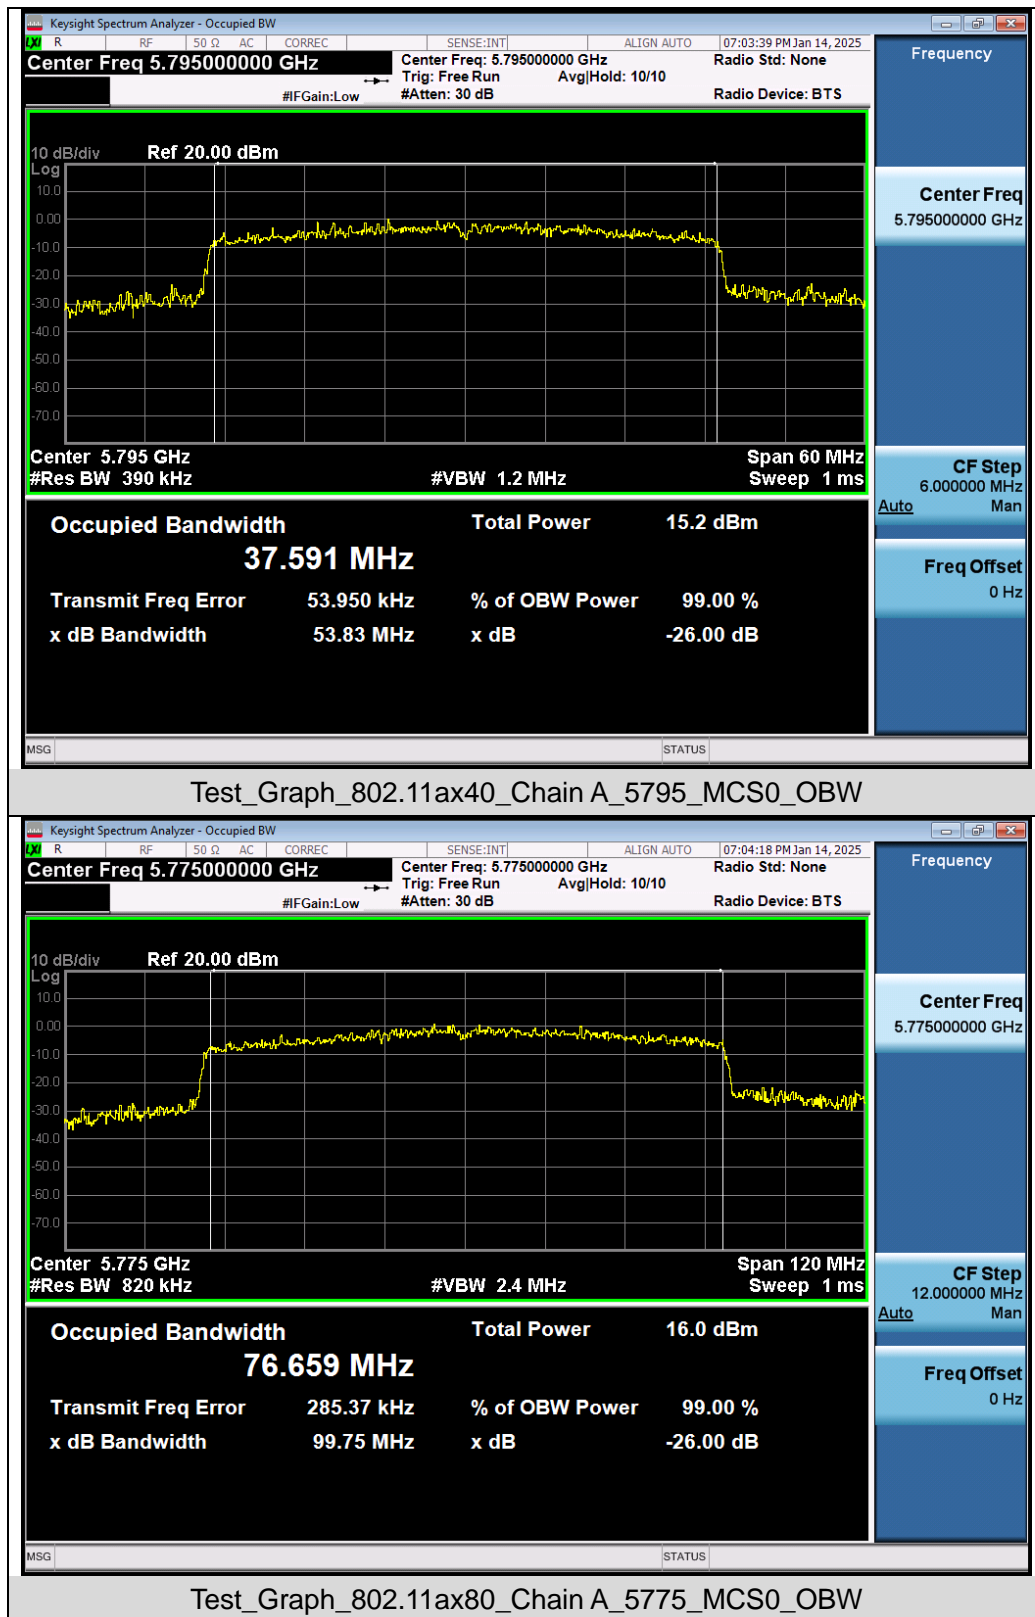 Keysight Spectrum Analyzer - Occupied BW
LXI R RF 50 Ω AC CORREC SENSE:INT ALIGN AUTO 07:03:39 PM Jan 14, 2025
Center Freq 5.795000000 GHz Center Freq: 5.795000000 GHz Radio Std: None
Trig: Free Run Avg|Hold: 10/10
#IFGain:Low #Atten: 30 dB Radio Device: BTS
10 dB/div Ref 20.00 dBm
Log
10.0
0.00
-10.0
-20.0
-30.0
-40.0
-50.0
-60.0
-70.0
Center 5.795 GHz Span 60 MHz
#Res BW 390 kHz #VBW 1.2 MHz Sweep 1 ms
Occupied Bandwidth Total Power 15.2 dBm
37.591 MHz
Transmit Freq Error 53.950 kHz % of OBW Power 99.00 %
x dB Bandwidth 53.83 MHz x dB -26.00 dB
MSG STATUS
Frequency
Center Freq
5.795000000 GHz
CF Step
6.000000 MHz
Auto Man
Freq Offset
0 Hz
Test_Graph_802.11ax40_Chain A_5795_MCS0_OBW
Keysight Spectrum Analyzer - Occupied BW
LXI R RF 50 Ω AC CORREC SENSE:INT ALIGN AUTO 07:04:18 PM Jan 14, 2025
Center Freq 5.775000000 GHz Center Freq: 5.775000000 GHz Radio Std: None
Trig: Free Run Avg|Hold: 10/10
#IFGain:Low #Atten: 30 dB Radio Device: BTS
10 dB/div Ref 20.00 dBm
Log
10.0
0.00
-10.0
-20.0
-30.0
-40.0
-50.0
-60.0
-70.0
Center 5.775 GHz Span 120 MHz
#Res BW 820 kHz #VBW 2.4 MHz Sweep 1 ms
Occupied Bandwidth Total Power 16.0 dBm
76.659 MHz
Transmit Freq Error 285.37 kHz % of OBW Power 99.00 %
x dB Bandwidth 99.75 MHz x dB -26.00 dB
MSG STATUS
Frequency
Center Freq
5.775000000 GHz
CF Step
12.000000 MHz
Auto Man
Freq Offset
0 Hz
Test_Graph_802.11ax80_Chain A_5775_MCS0_OBW